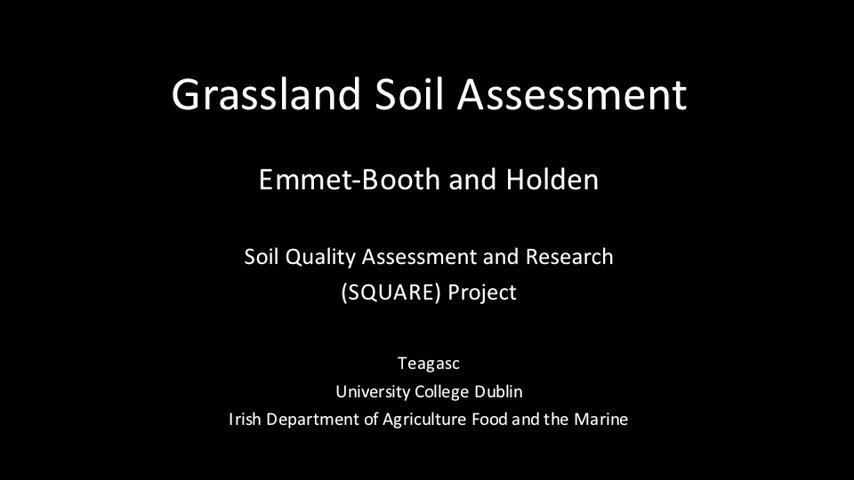 Grassland Soil Assessment
Emmet-Booth and Holden
Soil Quality Assessment and Research
(SQUARE) Project
Teagasc
University College Dublin
Irish Department of Agriculture Food and the Marine